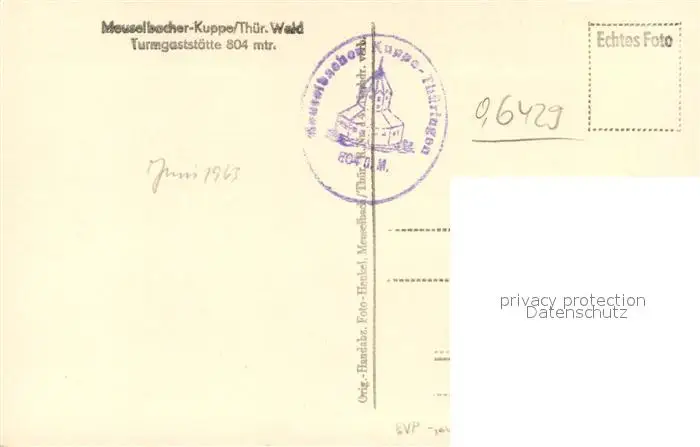 Meuselbacher-Kuppe/Thür. Wald
Turmgaststätte 804 mtr.
Juni 1963
Meuselbacher Kuppe-Thüringen
804 ü. M.
Orig.-Handabz. Foto-Henkel, Meuselbach/Thür.
verb.
Echtes Foto
0,6429
privacy protection
Datenschutz
EVP